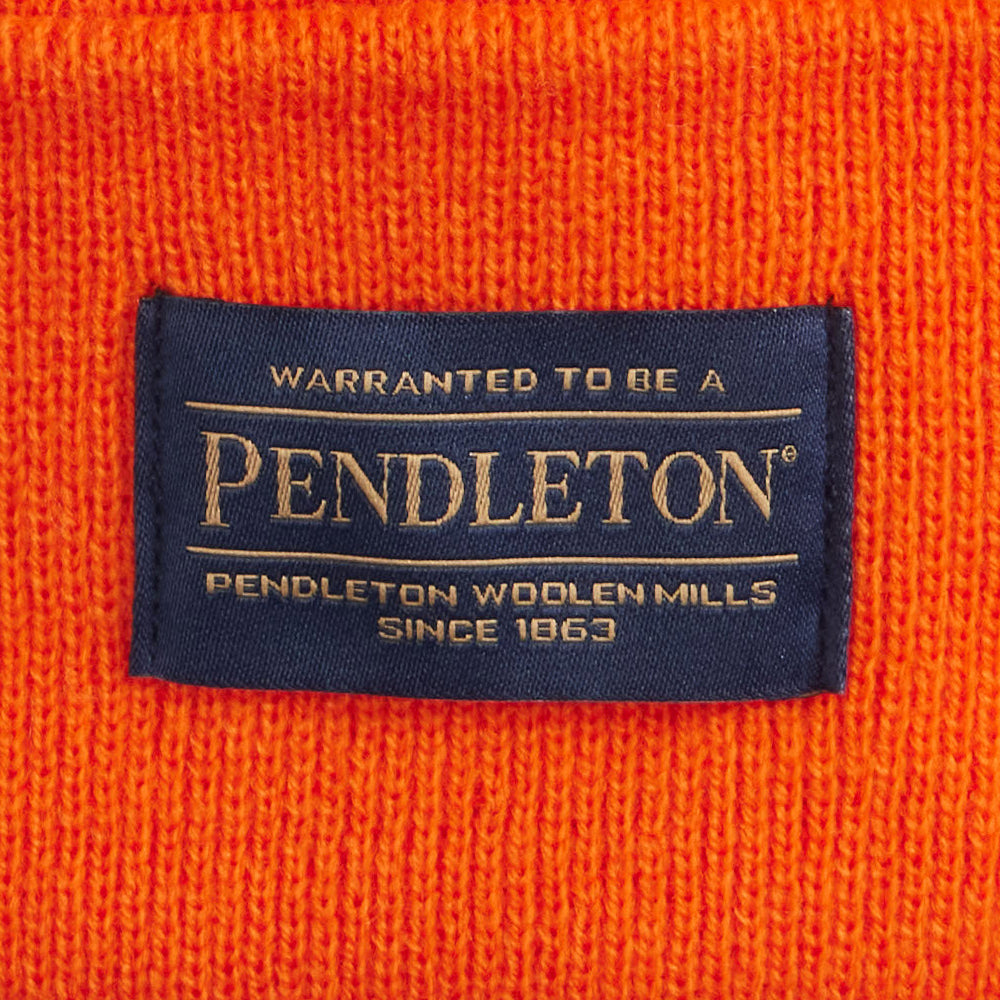 WARRANTED TO BE A
PENDLETON®
PENDLETON WOOLEN MILLS
SINCE 1863